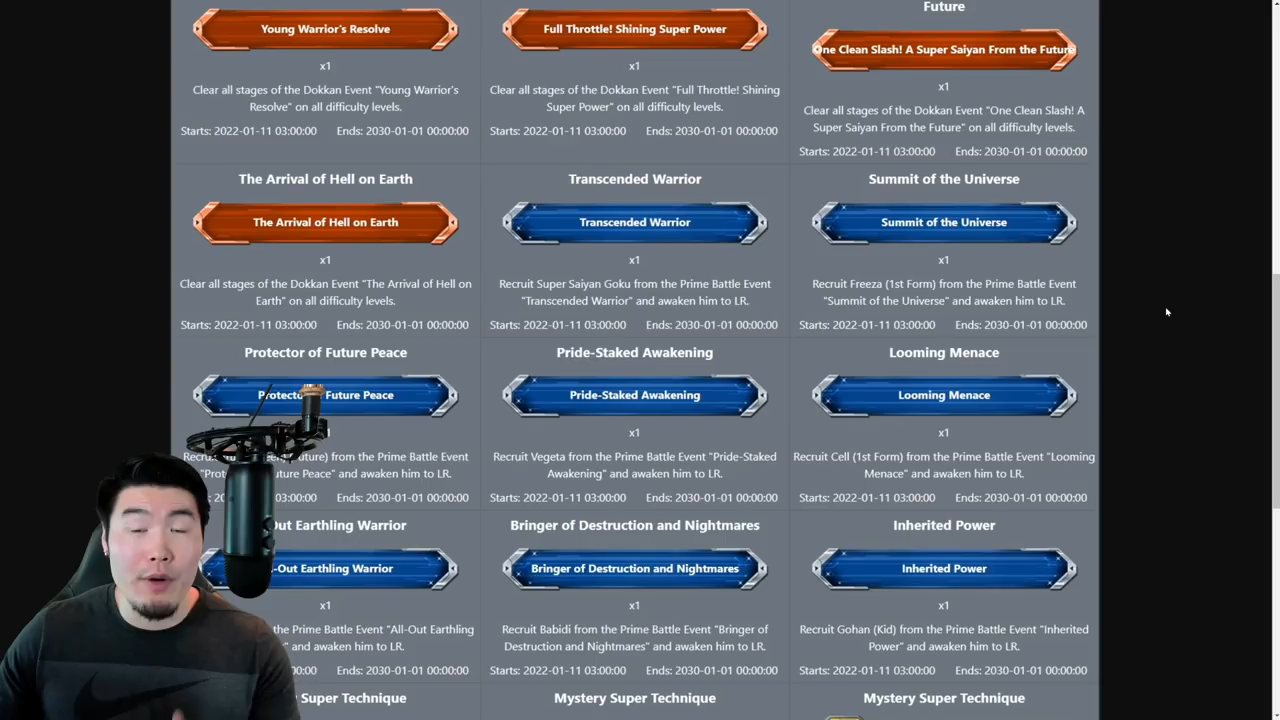 Future
Young Warrior's Resolve
Full Throttle! Shining Super Power
One Clean Slash! A Super Saiyan From the Future
x1
x1
x1
Clear all stages of the Dokkan Event "Young Warrior's
Resolve" on all difficulty levels.
Clear all stages of the Dokkan Event "Full Throttle! Shining
Super Power" on all difficulty levels.
Clear all stages of the Dokkan Event "One Clean Slash! A
Super Saiyan From the Future" on all difficulty levels.
Starts: 2022-01-11 03:00:00 Ends: 2030-01-01 00:00:00
Starts: 2022-01-11 03:00:00 Ends: 2030-01-01 00:00:00
Starts: 2022-01-11 03:00:00 Ends: 2030-01-01 00:00:00
The Arrival of Hell on Earth
Transcended Warrior
Summit of the Universe
The Arrival of Hell on Earth
Transcended Warrior
Summit of the Universe
x1
x1
x1
Clear all stages of the Dokkan Event "The Arrival of Hell on
Earth" on all difficulty levels.
Recruit Super Saiyan Goku from the Prime Battle Event
"Transcended Warrior" and awaken him to LR.
Recruit Freeza (1st Form) from the Prime Battle Event
"Summit of the Universe" and awaken him to LR.
Starts: 2022-01-11 03:00:00 Ends: 2030-01-01 00:00:00
Starts: 2022-01-11 03:00:00 Ends: 2030-01-01 00:00:00
Starts: 2022-01-11 03:00:00 Ends: 2030-01-01 00:00:00
Protector of Future Peace
Pride-Staked Awakening
Looming Menace
Future Peace
Pride-Staked Awakening
Looming Menace
x1
x1
from the Prime Battle Event
Future Peace" and awaken him to LR.
Recruit Vegeta from the Prime Battle Event "Pride-Staked
Awakening" and awaken him to LR.
Recruit Cell (1st Form) from the Prime Battle Event "Looming
Menace" and awaken him to LR.
03:00:00 Ends: 2030-01-01 00:00:00
Starts: 2022-01-11 03:00:00 Ends: 2030-01-01 00:00:00
Starts: 2022-01-11 03:00:00 Ends: 2030-01-01 00:00:00
Out Earthling Warrior
Bringer of Destruction and Nightmares
Inherited Power
-Out Earthling Warrior
Bringer of Destruction and Nightmares
Inherited Power
x1
x1
x1
the Prime Battle Event "All-Out Earthling
" and awaken him to LR.
Recruit Babidi from the Prime Battle Event "Bringer of
Destruction and Nightmares" and awaken him to LR.
Recruit Gohan (Kid) from the Prime Battle Event "Inherited
Power" and awaken him to LR.
00:00 Ends: 2030-01-01 00:00:00
Starts: 2022-01-11 03:00:00 Ends: 2030-01-01 00:00:00
Starts: 2022-01-11 03:00:00 Ends: 2030-01-01 00:00:00
Super Technique
Mystery Super Technique
Mystery Super Technique